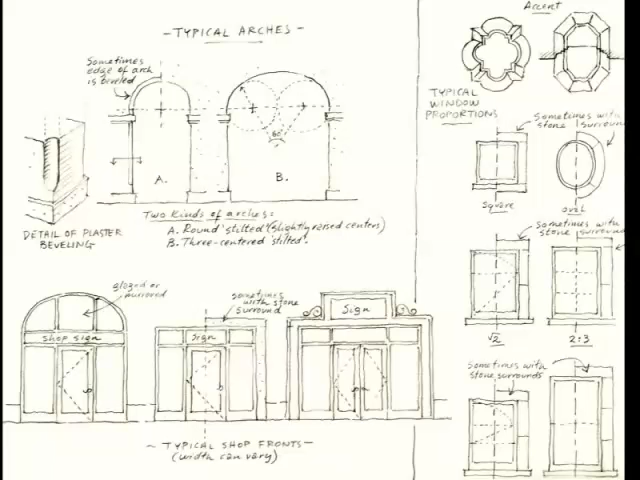 - TYPICAL ARCHES -
Sometimes
edge of arch
is beveled
60°
A.
B.
DETAIL OF PLASTER
BEVELING
Two kinds of arches:
A. Round "stilted" (slightly raised centers)
B. Three-centered "stilted".
glazed or
mirrored
Shop sign
sometimes
with stone
surround
Sign
Sign
~ TYPICAL SHOP FRONTS -
(width can vary)
Accent
TYPICAL
WINDOW
PROPORTIONS
Sometimes with
stone surroun
square
oval
Sometimes with
stone surround
√2
2:3
Sometimes with
stone surrounds